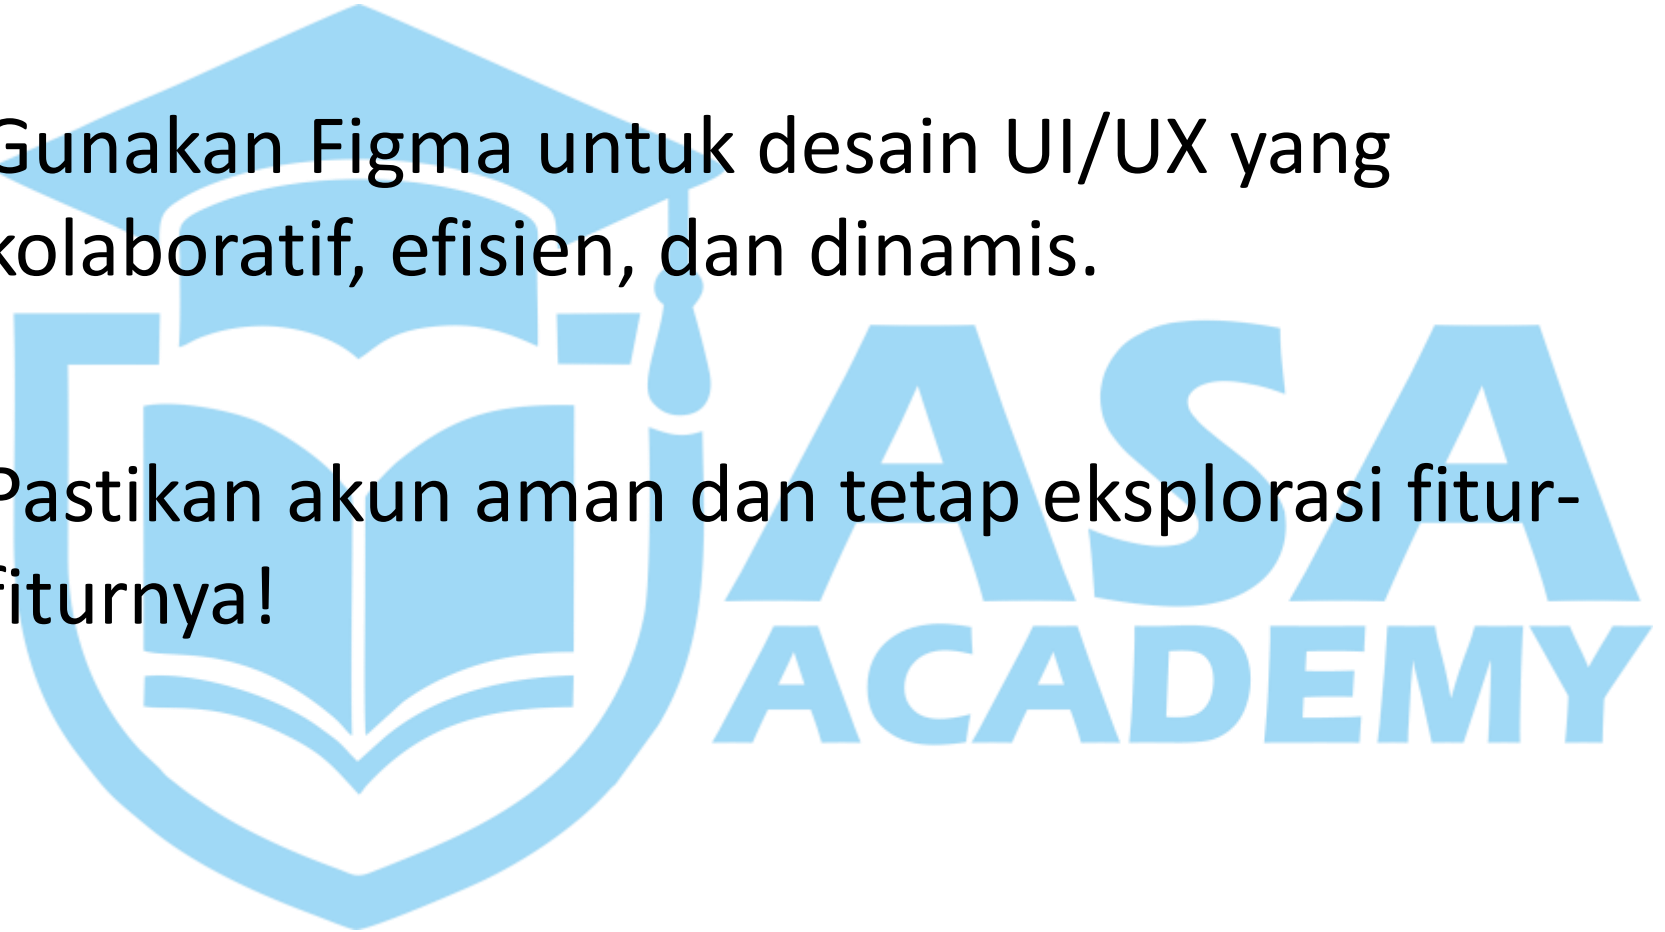 Gunakan Figma untuk desain UI/UX yang
kolaboratif, efisien, dan dinamis.
ASA
Pastikan akun aman dan tetap eksplorasi fitur-
fiturnya!
ACADEMY